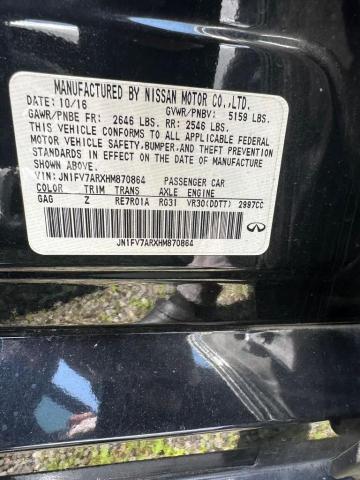 MANUFACTURED BY NISSAN MOTOR CO.,LTD.
DATE: 10/16 GVWR/PNBV: 5159 LBS.
GAWR/PNBE FR: 2646 LBS. RR: 2546 LBS.
THIS VEHICLE CONFORMS TO ALL APPLICABLE FEDERAL
MOTOR VEHICLE SAFETY,BUMPER,AND THEFT PREVENTION
STANDARDS IN EFFECT ON THE DATE OF MANUFACTURE
SHOWN ABOVE.
VIN: JN1FV7ARXHM870864 PASSENGER CAR
COLOR TRIM TRANS AXLE ENGINE
GAG Z RE7R01A RG31 VR30(DDTT) 2997CC
JN1FV7ARXHM870864